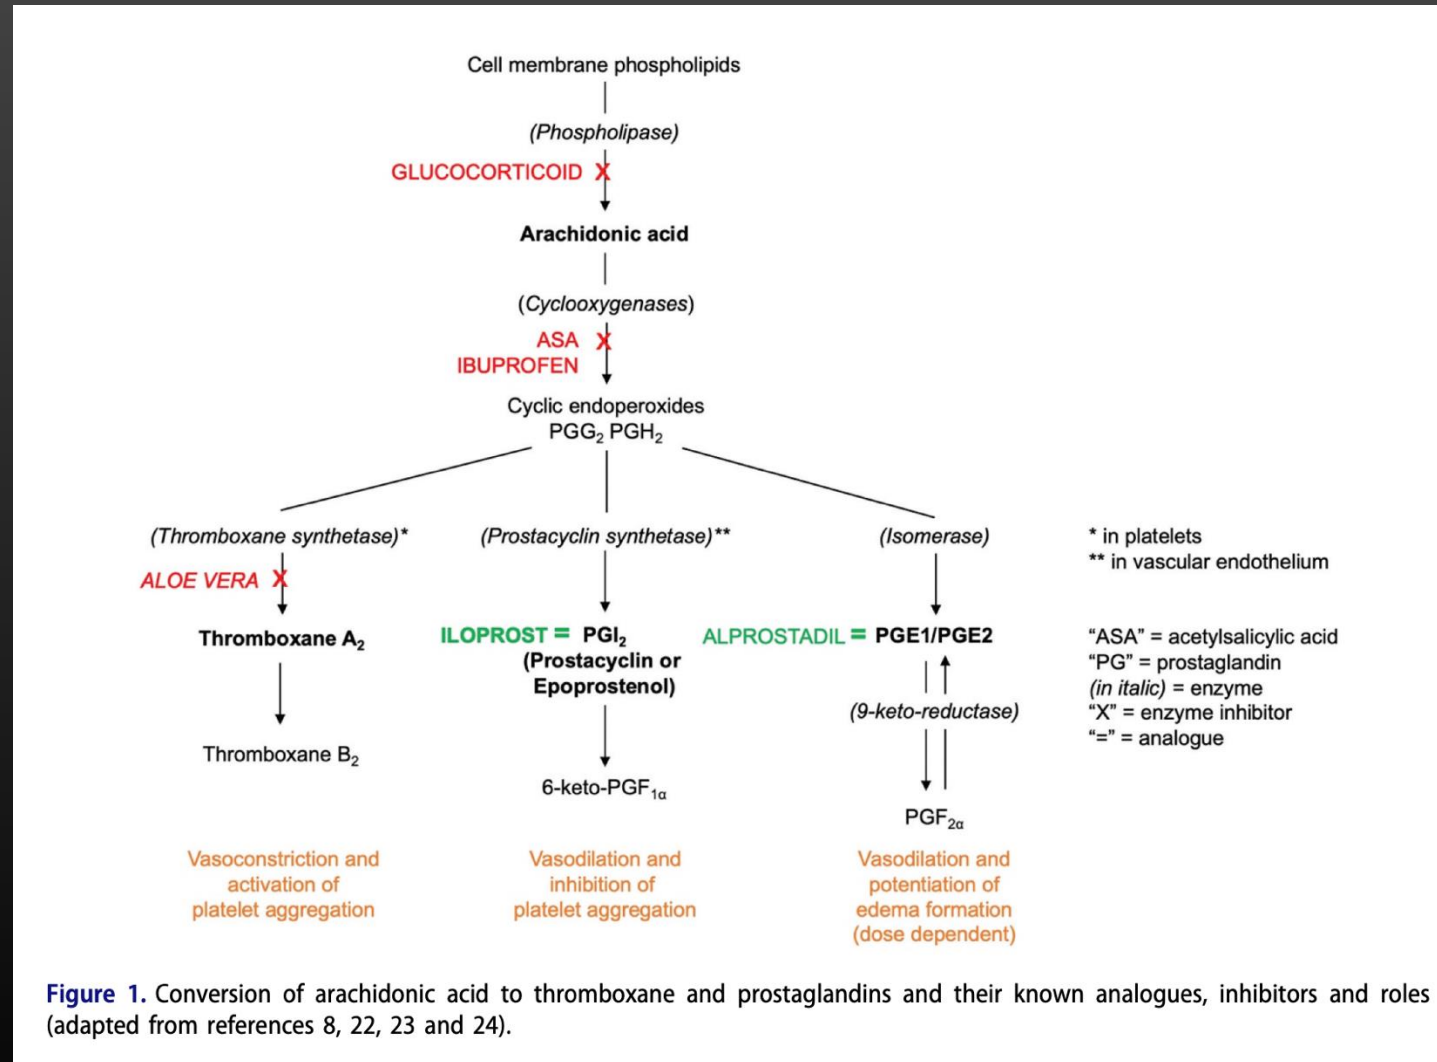 Cell membrane phospholipids
(Phospholipase)
GLUCOCORTICOID X
Arachidonic acid
(Cyclooxygenases)
ASA X
IBUPROFEN
Cyclic endoperoxides
PGG₂ PGH₂
(Thromboxane synthetase)*
ALOE VERA X
Thromboxane A₂
Thromboxane B₂
Vasoconstriction and
activation of
platelet aggregation
(Prostacyclin synthetase)**
ILOPROST = PGI₂
(Prostacyclin or
Epoprostenol)
6-keto-PGF₁α
Vasodilation and
inhibition of
platelet aggregation
(Isomerase)
ALPROSTADIL = PGE1/PGE2
(9-keto-reductase)
PGF₂α
Vasodilation and
potentiation of
edema formation
(dose dependent)
* in platelets
** in vascular endothelium
“ASA” = acetylsalicylic acid
“PG” = prostaglandin
(in italic) = enzyme
“X” = enzyme inhibitor
“=” = analogue
Figure 1. Conversion of arachidonic acid to thromboxane and prostaglandins and their known analogues, inhibitors and roles
(adapted from references 8, 22, 23 and 24).